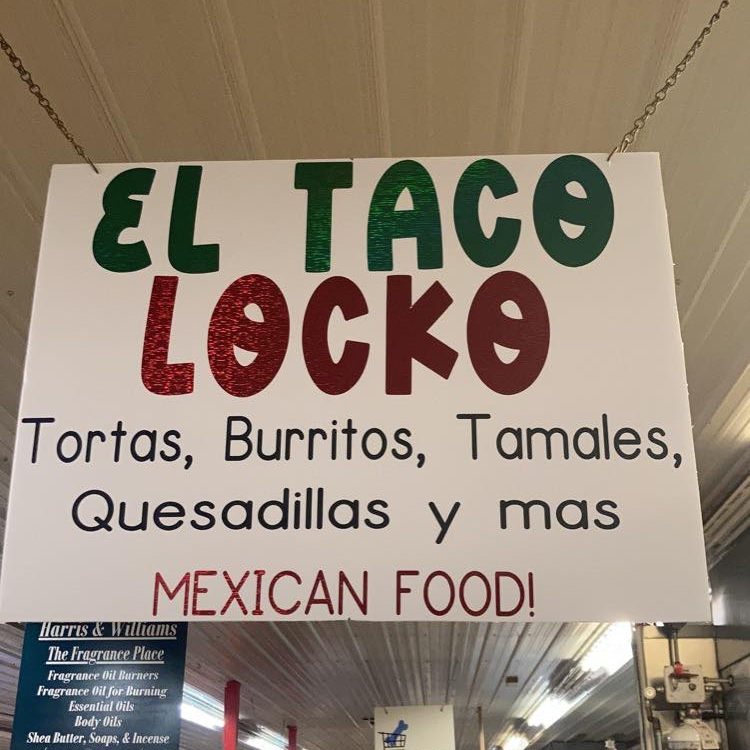 EL TACO
LOCKO
Tortas, Burritos, Tamales,
Quesadillas y mas
MEXICAN FOOD!
Harris & Williams
The Fragrance Place
Fragrance Oil Burners
Fragrance Oil for Burning
Essential Oils
Body Oils
Shea Butter, Soaps, & Incense